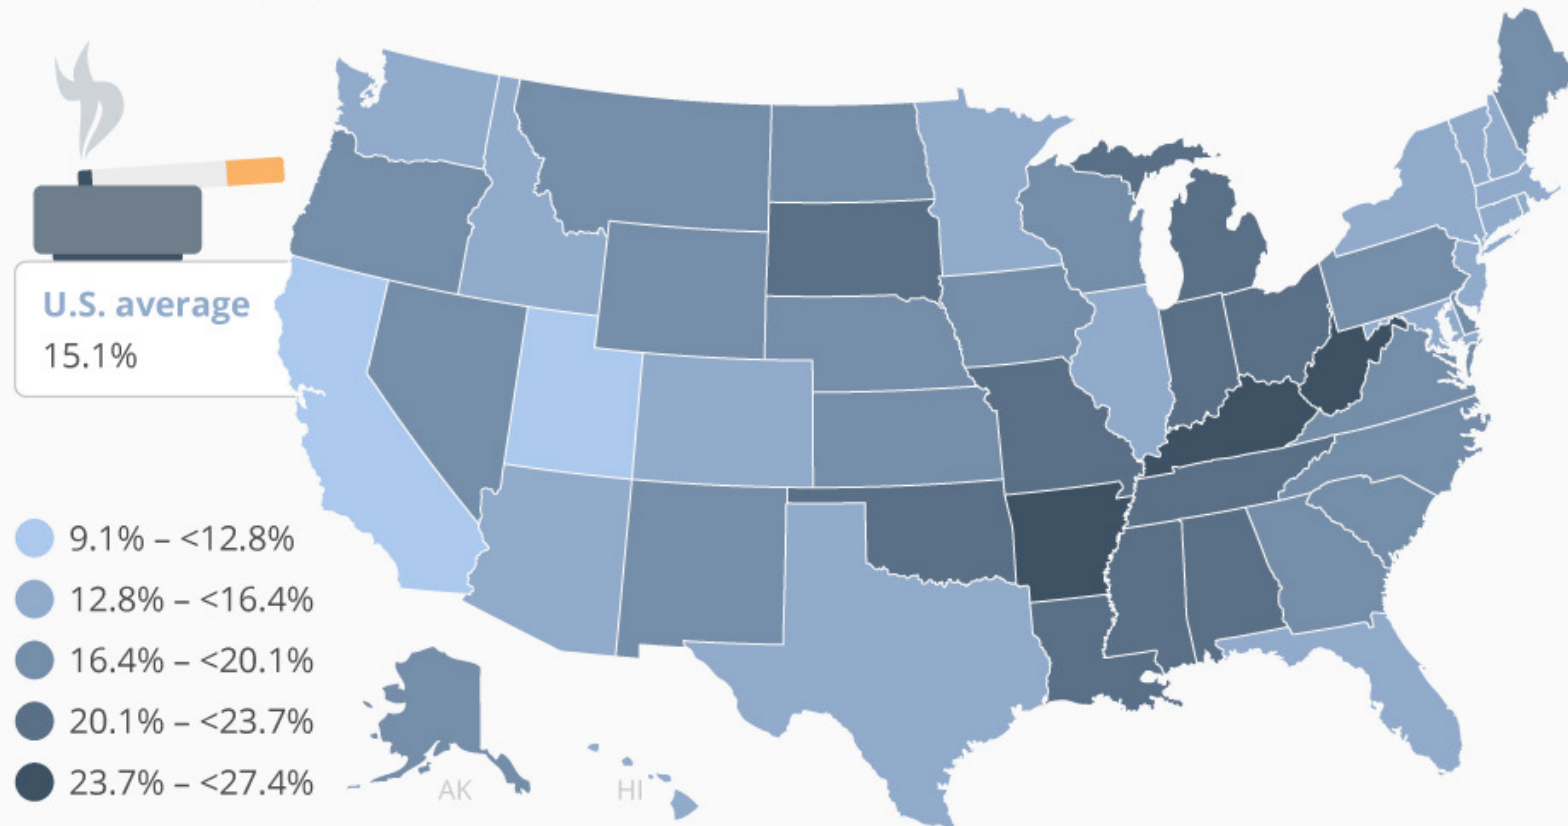 U.S. average
15.1%
9.1% – <12.8%
12.8% – <16.4%
16.4% – <20.1%
20.1% – <23.7%
23.7% – <27.4%
AK
HI